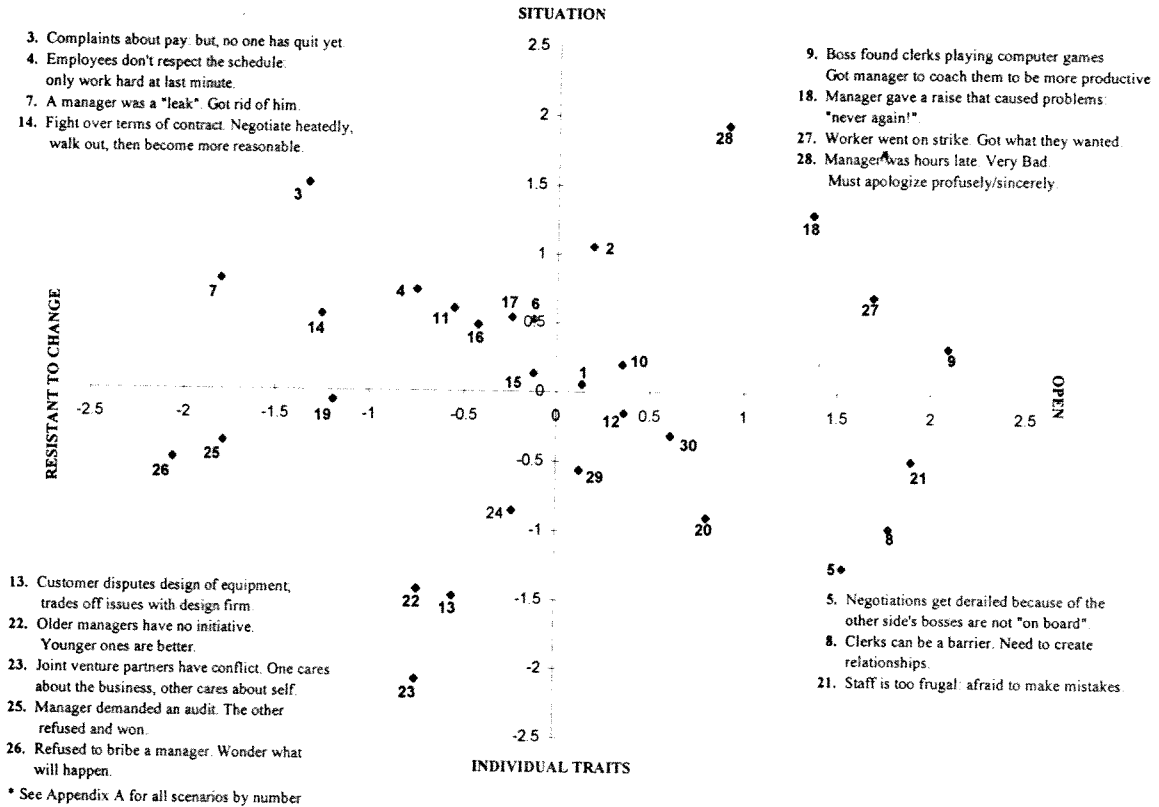 SITUATION
3. Complaints about pay: but, no one has quit yet.
4. Employees don't respect the schedule:
only work hard at last minute.
7. A manager was a "leak". Got rid of him.
14. Fight over terms of contract. Negotiate heatedly,
walk out, then become more reasonable.
9. Boss found clerks playing computer games
Got manager to coach them to be more productive
18. Manager gave a raise that caused problems:
"never again!".
27. Worker went on strike. Got what they wanted.
28. Manager was hours late. Very Bad.
Must apologize profusely/sincerely.
2.5
2
28
1.5
3
18
1
2
7
4
17
6
11
0.5
16
14
27
10
9
1
15
0
RESISTANT TO CHANGE
OPEN
-2.5
-2
-1.5
19
-1
-0.5
0
12
0.5
1
1.5
2
2.5
30
25
26
-0.5
29
21
24
-1
20
8
5
22
13
-1.5
-2
23
-2.5
INDIVIDUAL TRAITS
13. Customer disputes design of equipment,
trades off issues with design firm.
22. Older managers have no initiative.
Younger ones are better.
23. Joint venture partners have conflict. One cares
about the business, other cares about self.
25. Manager demanded an audit. The other
refused and won.
26. Refused to bribe a manager. Wonder what
will happen.
* See Appendix A for all scenarios by number
5. Negotiations get derailed because of the
other side's bosses are not "on board".
8. Clerks can be a barrier. Need to create
relationships.
21. Staff is too frugal: afraid to make mistakes.